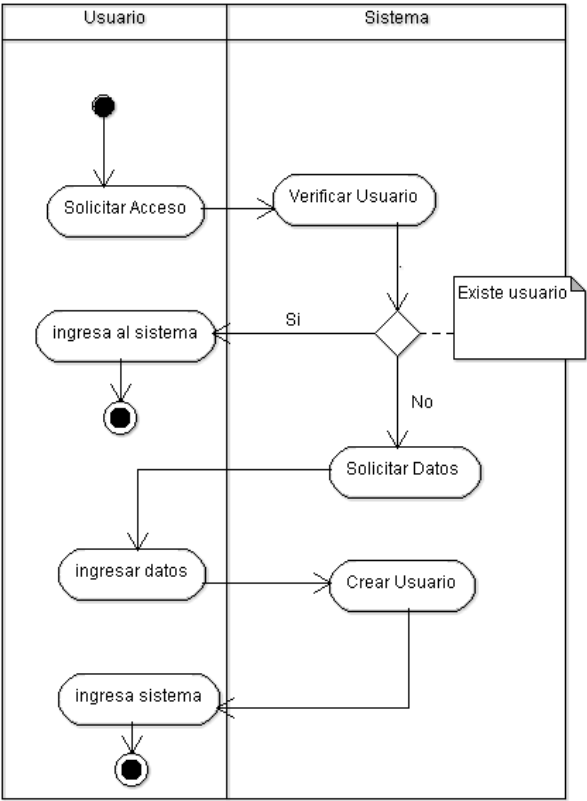 Usuario
Sistema
Solicitar Acceso
Verificar Usuario
Existe usuario
Si
ingresa al sistema
No
Solicitar Datos
ingresar datos
Crear Usuario
ingresa sistema